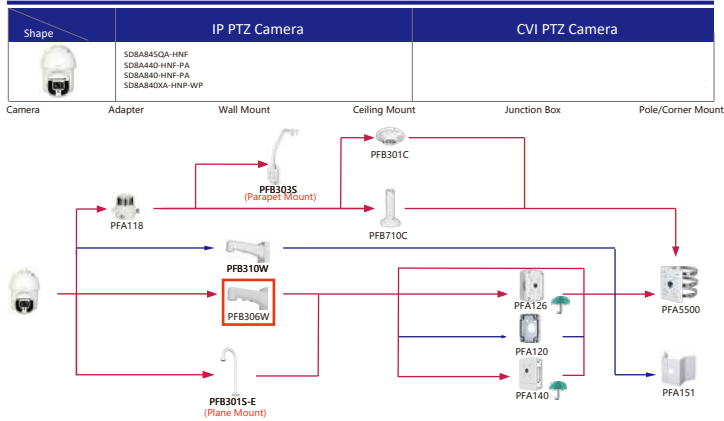 Shape
IP PTZ Camera
CVI PTZ Camera
SD8A845QA-HNF
SD8A440-HNF-PA
SD8A840-HNF-PA
SD8A840XA-HNP-WP
Camera
Adapter
Wall Mount
Ceiling Mount
Junction Box
Pole/Corner Mount
PFB301C
PFB303S
(Parapet Mount)
PFA118
PFB710C
PFB310W
PFB306W
PFA126
PFA5500
PFA120
PFA140
PFA151
PFB301S-E
(Plane Mount)